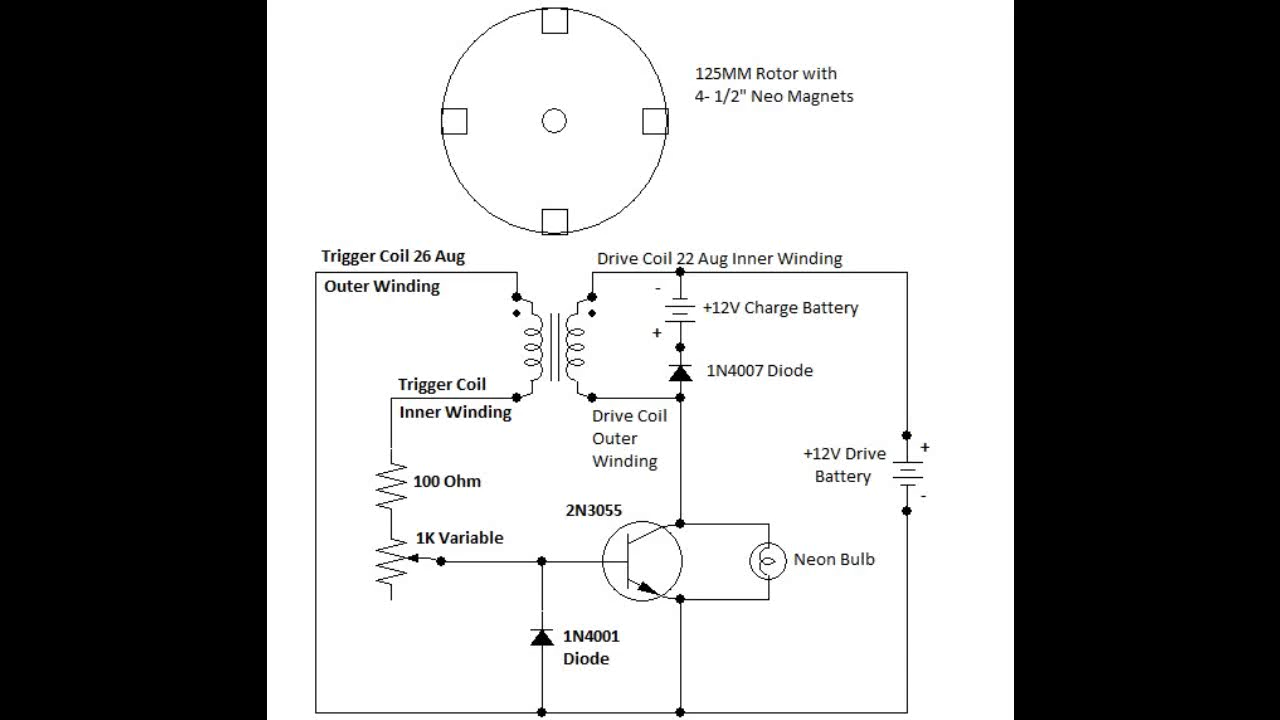 125MM Rotor with
4- 1/2" Neo Magnets
Trigger Coil 26 Aug
Outer Winding
Drive Coil 22 Aug Inner Winding
-
+12V Charge Battery
+
1N4007 Diode
Trigger Coil
Inner Winding
Drive Coil
Outer
Winding
+12V Drive
Battery
+
-
100 Ohm
2N3055
1K Variable
Neon Bulb
1N4001
Diode